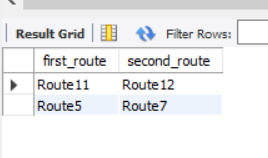 Result Grid Filter Rows:
first_route second_route
Route11 Route12
Route5 Route7